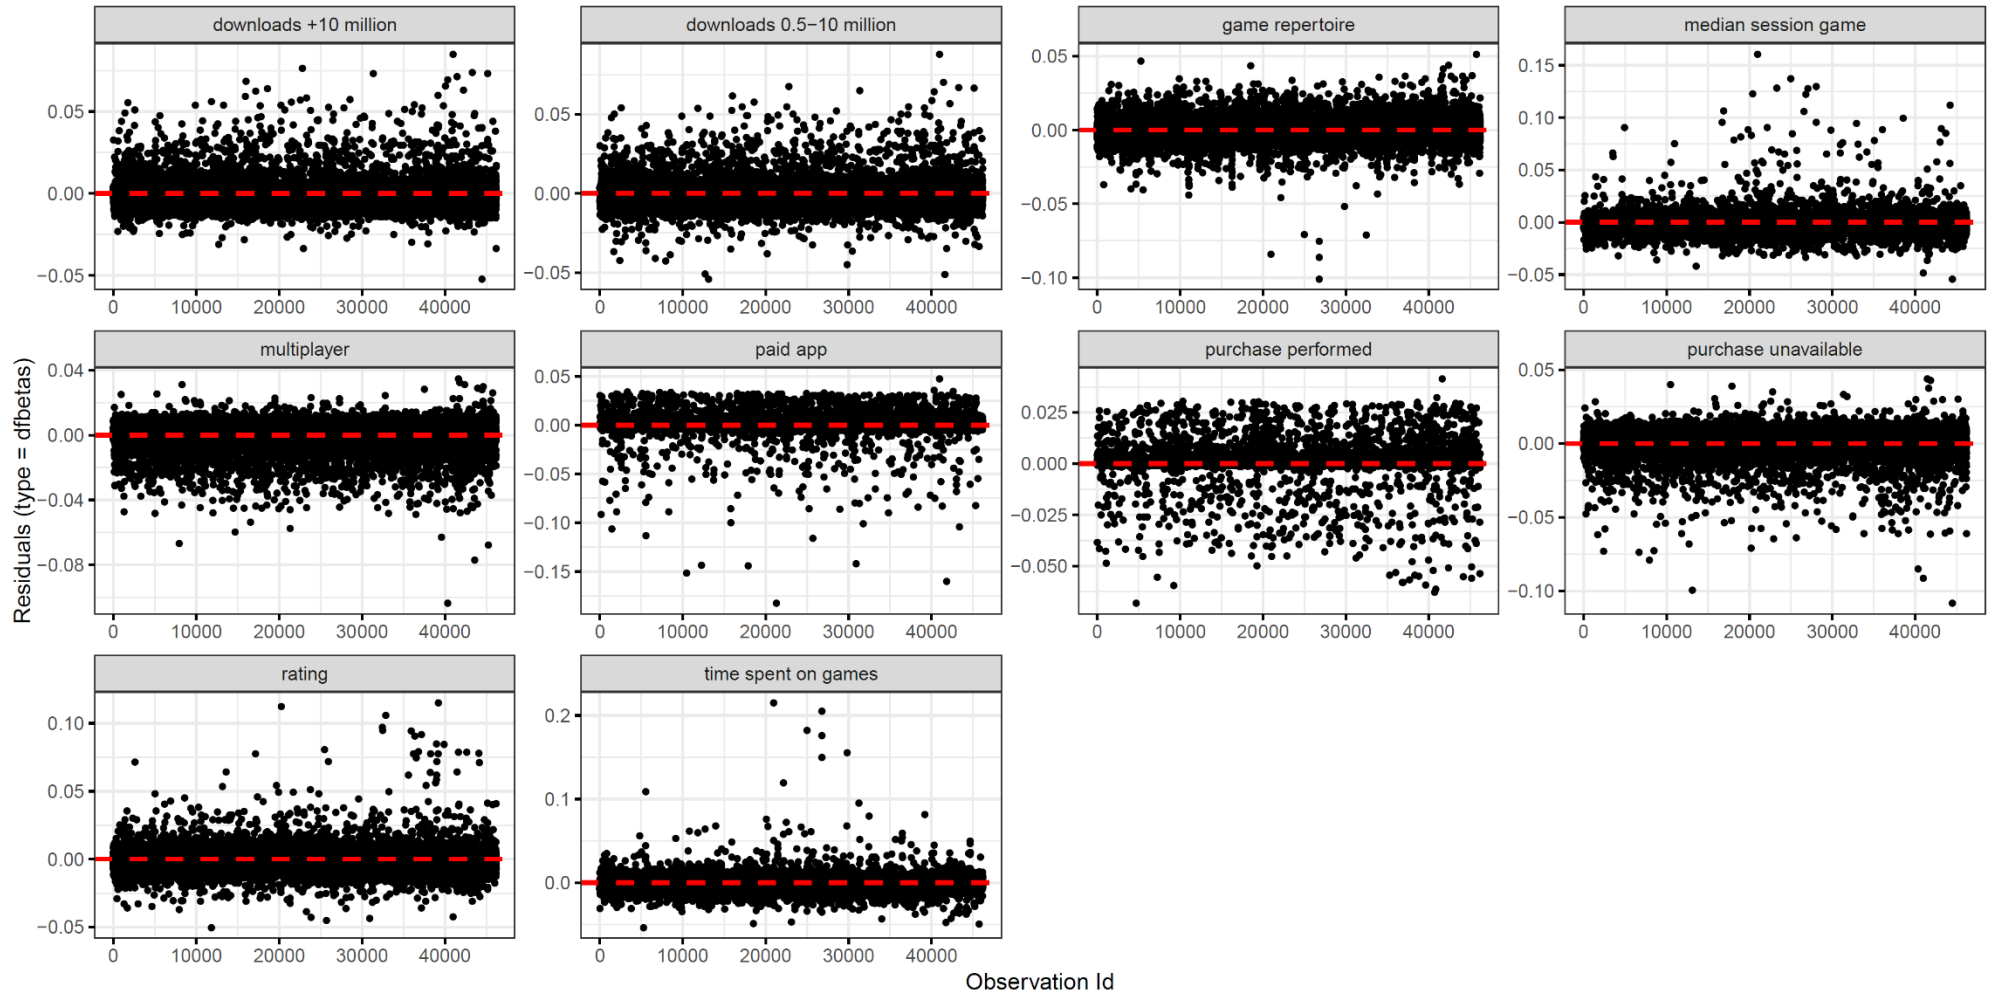 downloads +10 million
downloads 0.5−10 million
game repertoire
median session game
0.05
0.00
−0.05
0 10000 20000 30000 40000
0.05
0.00
−0.05
0 10000 20000 30000 40000
0.05
0.00
−0.05
−0.10
0 10000 20000 30000 40000
0.15
0.10
0.05
0.00
−0.05
0 10000 20000 30000 40000
Residuals (type = dfbetas)
multiplayer
paid app
purchase performed
purchase unavailable
0.04
0.00
−0.04
−0.08
0 10000 20000 30000 40000
0.05
0.00
−0.05
−0.10
−0.15
0 10000 20000 30000 40000
0.025
0.000
−0.025
−0.050
0 10000 20000 30000 40000
0.05
0.00
−0.05
−0.10
0 10000 20000 30000 40000
rating
time spent on games
0.10
0.05
0.00
−0.05
0 10000 20000 30000 40000
0.2
0.1
0.0
0 10000 20000 30000 40000
Observation Id